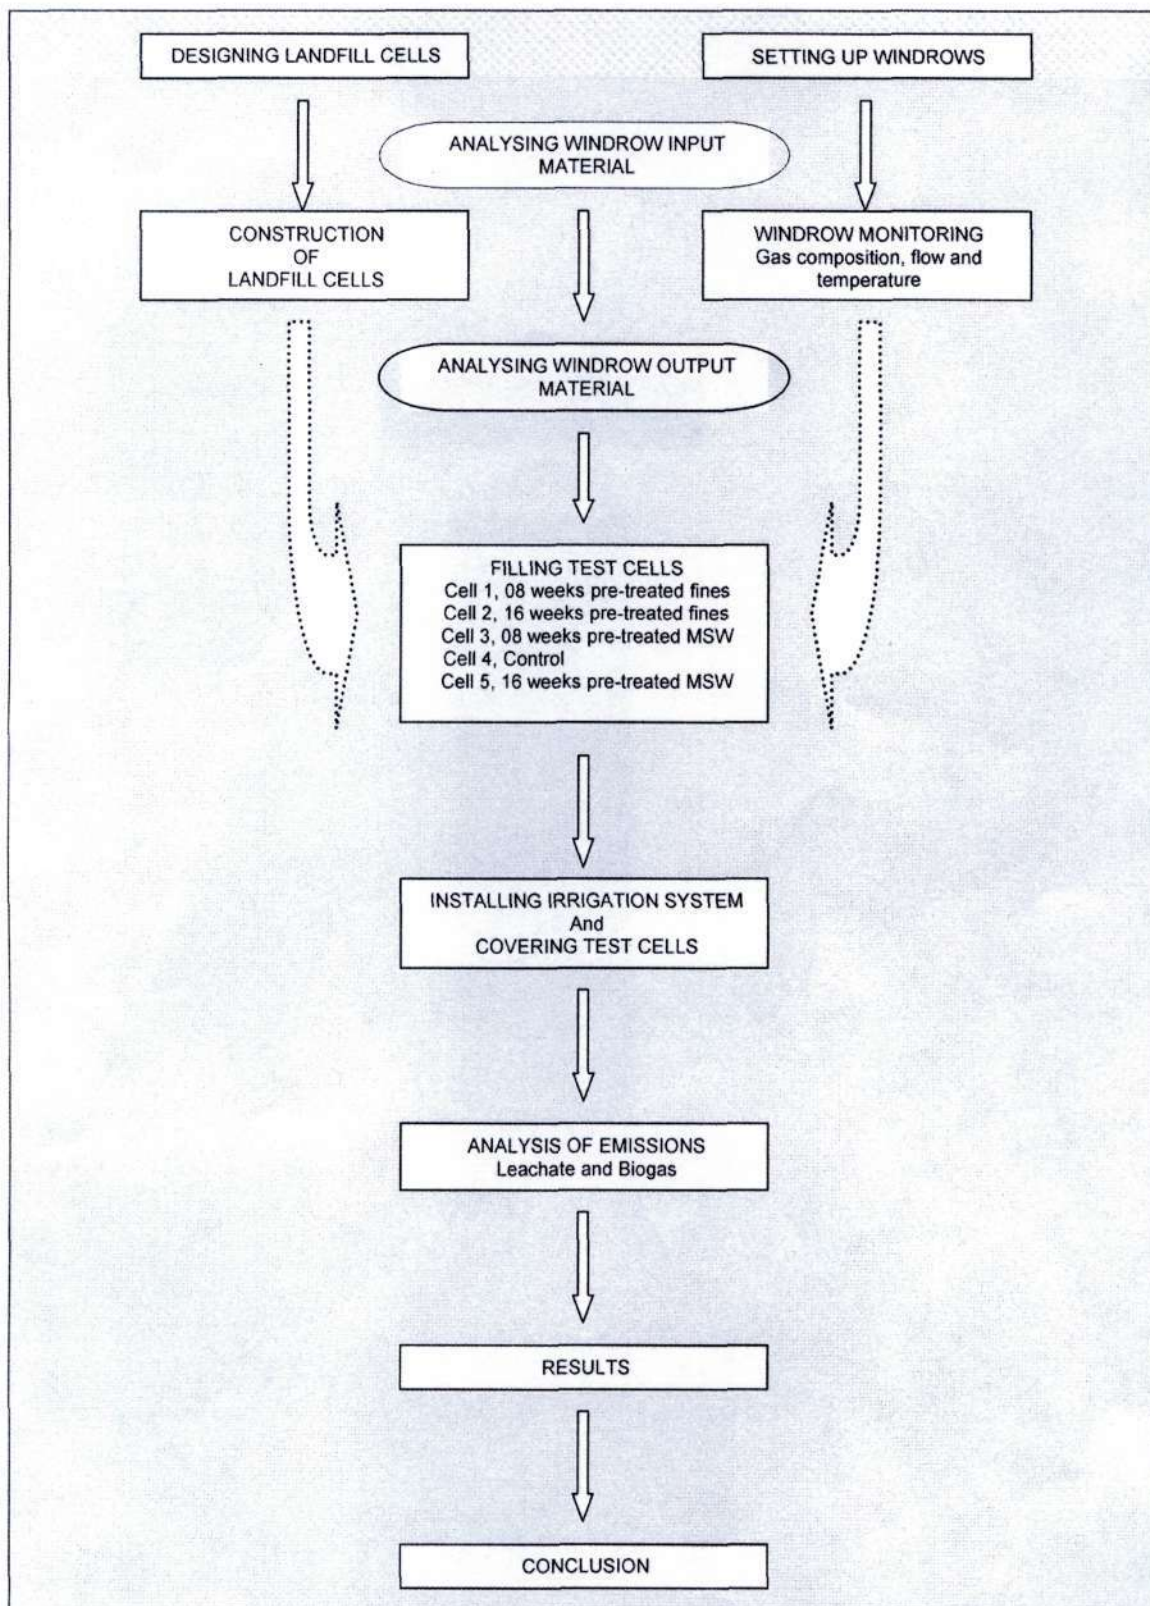 DESIGNING LANDFILL CELLS
SETTING UP WINDROWS
ANALYSING WINDROW INPUT
MATERIAL
CONSTRUCTION
OF
LANDFILL CELLS
WINDROW MONITORING
Gas composition, flow and
temperature
ANALYSING WINDROW OUTPUT
MATERIAL
FILLING TEST CELLS
Cell 1, 08 weeks pre-treated fines
Cell 2, 16 weeks pre-treated fines
Cell 3, 08 weeks pre-treated MSW
Cell 4, Control
Cell 5, 16 weeks pre-treated MSW
INSTALLING IRRIGATION SYSTEM
And
COVERING TEST CELLS
ANALYSIS OF EMISSIONS
Leachate and Biogas
RESULTS
CONCLUSION